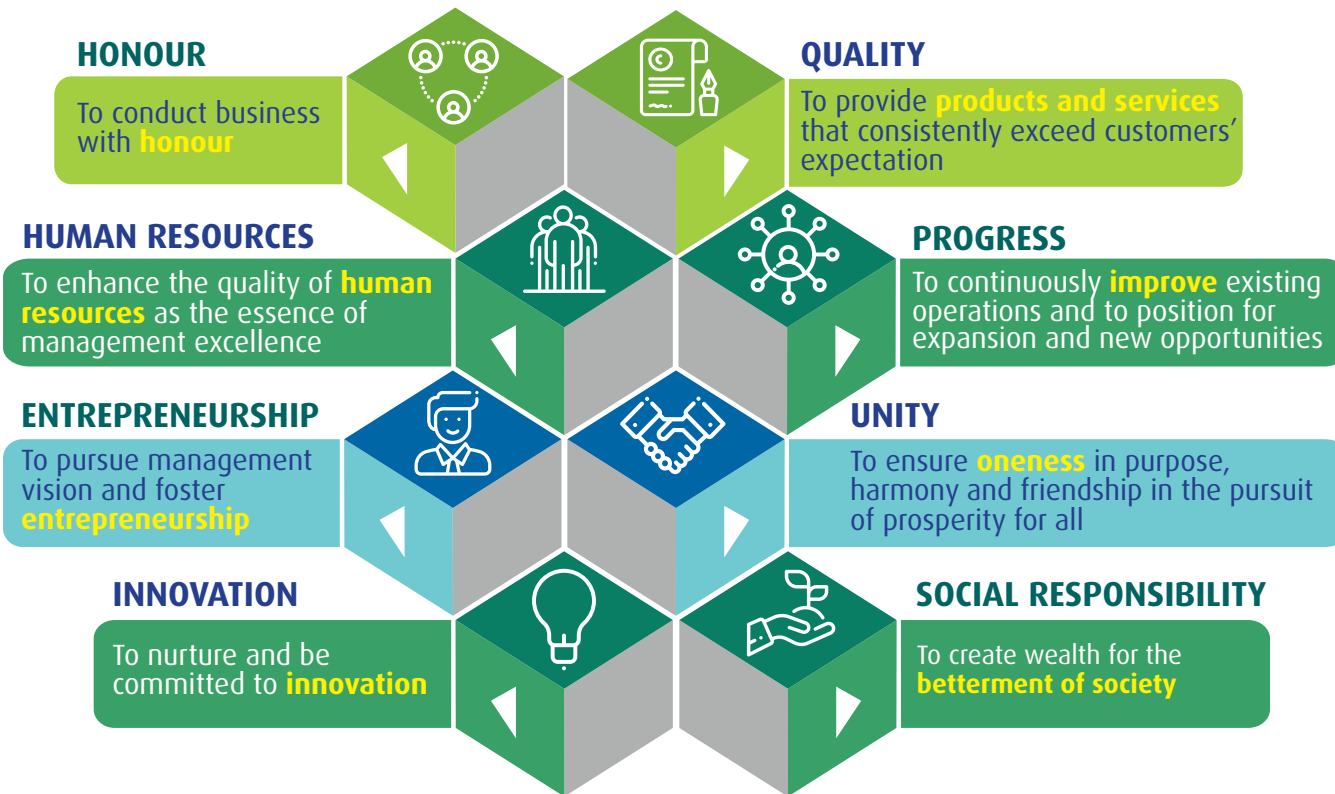 HONOUR
To conduct business
with honour
QUALITY
To provide products and services
that consistently exceed customers’
expectation
HUMAN RESOURCES
To enhance the quality of human
resources as the essence of
management excellence
PROGRESS
To continuously improve existing
operations and to position for
expansion and new opportunities
ENTREPRENEURSHIP
To pursue management
vision and foster
entrepreneurship
UNITY
To ensure oneness in purpose,
harmony and friendship in the pursuit
of prosperity for all
INNOVATION
To nurture and be
committed to innovation
SOCIAL RESPONSIBILITY
To create wealth for the
betterment of society